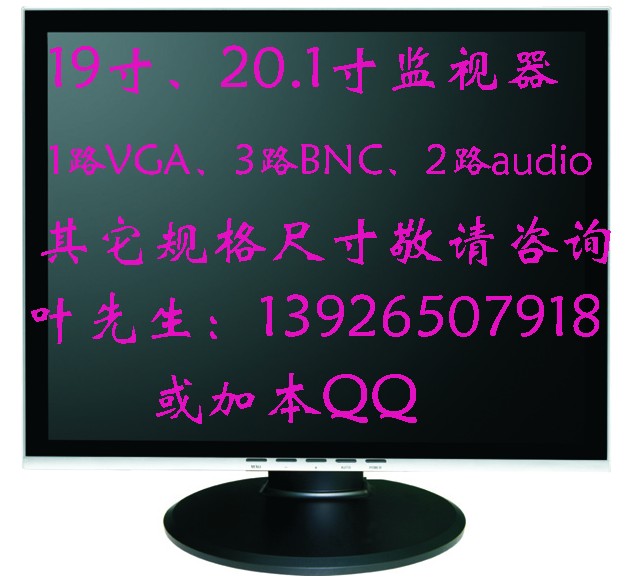 19寸、20.1寸监视器
1路VGA、3路BNC、2路audio
其它规格尺寸敬请咨询
叶先生：13926507918
或加本QQ